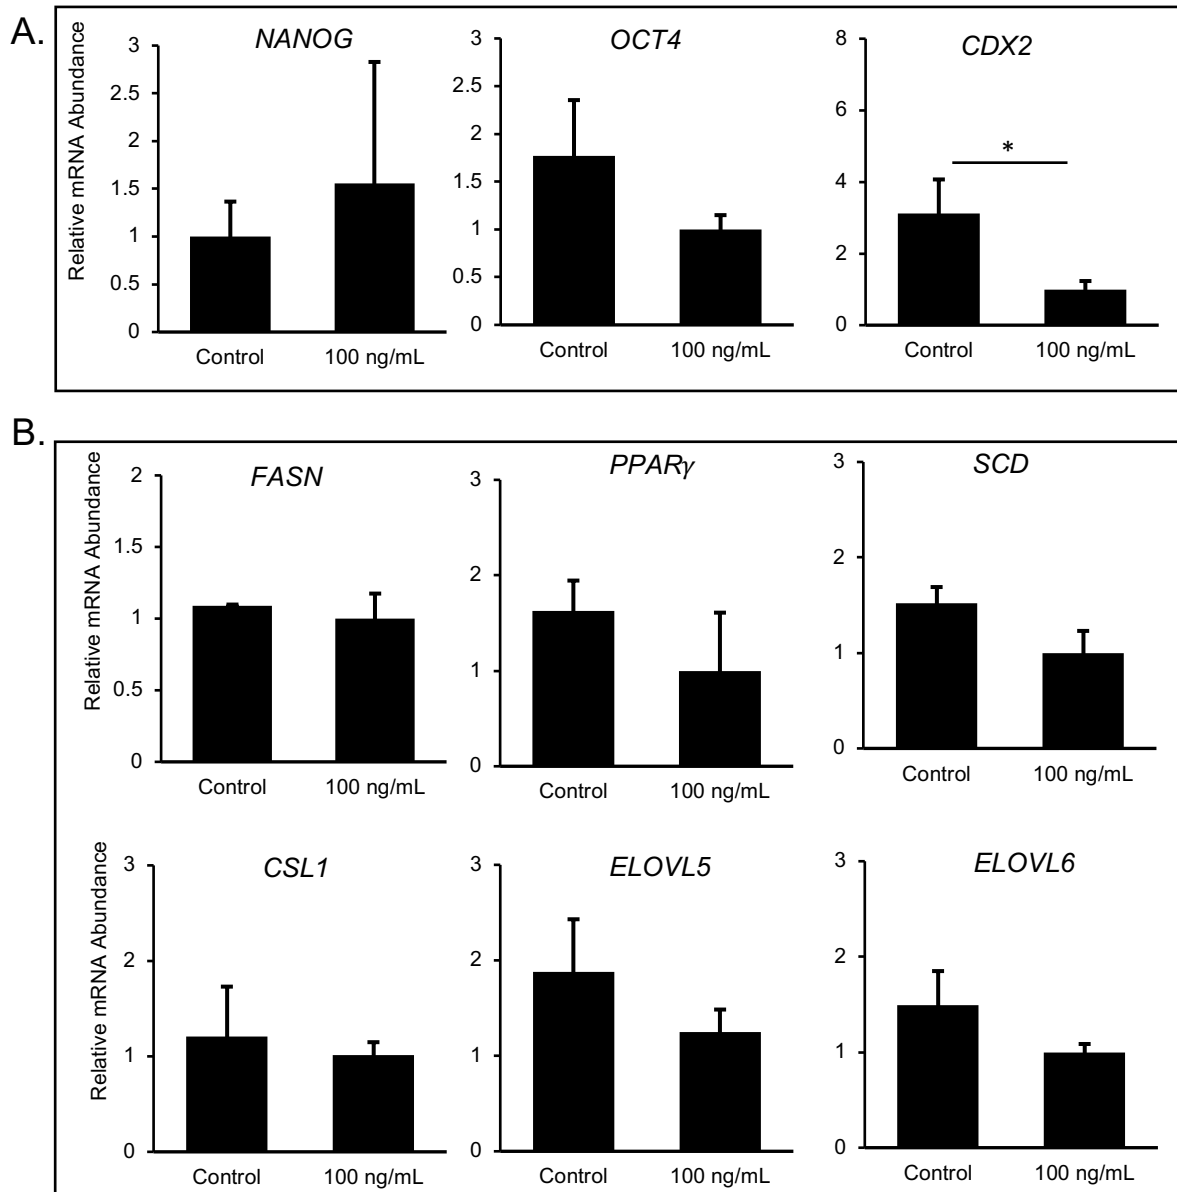 A.
NANOG OCT4 CDX2
Relative mRNA Abundance
3
2.5
2
1.5
1
0.5
0
Control 100 ng/mL
3
2.5
2
1.5
1
0.5
0
Control 100 ng/mL
8
6
4
2
0
*
Control 100 ng/mL
B.
FASN PPARγ SCD
Relative mRNA Abundance
2
1.5
1
0.5
0
Control 100 ng/mL
3
2
1
0
Control 100 ng/mL
3
2
1
0
Control 100 ng/mL
CSL1 ELOVL5 ELOVL6
Relative mRNA Abundance
3
2
1
0
Control 100 ng/mL
3
2
1
0
Control 100 ng/mL
3
2
1
0
Control 100 ng/mL